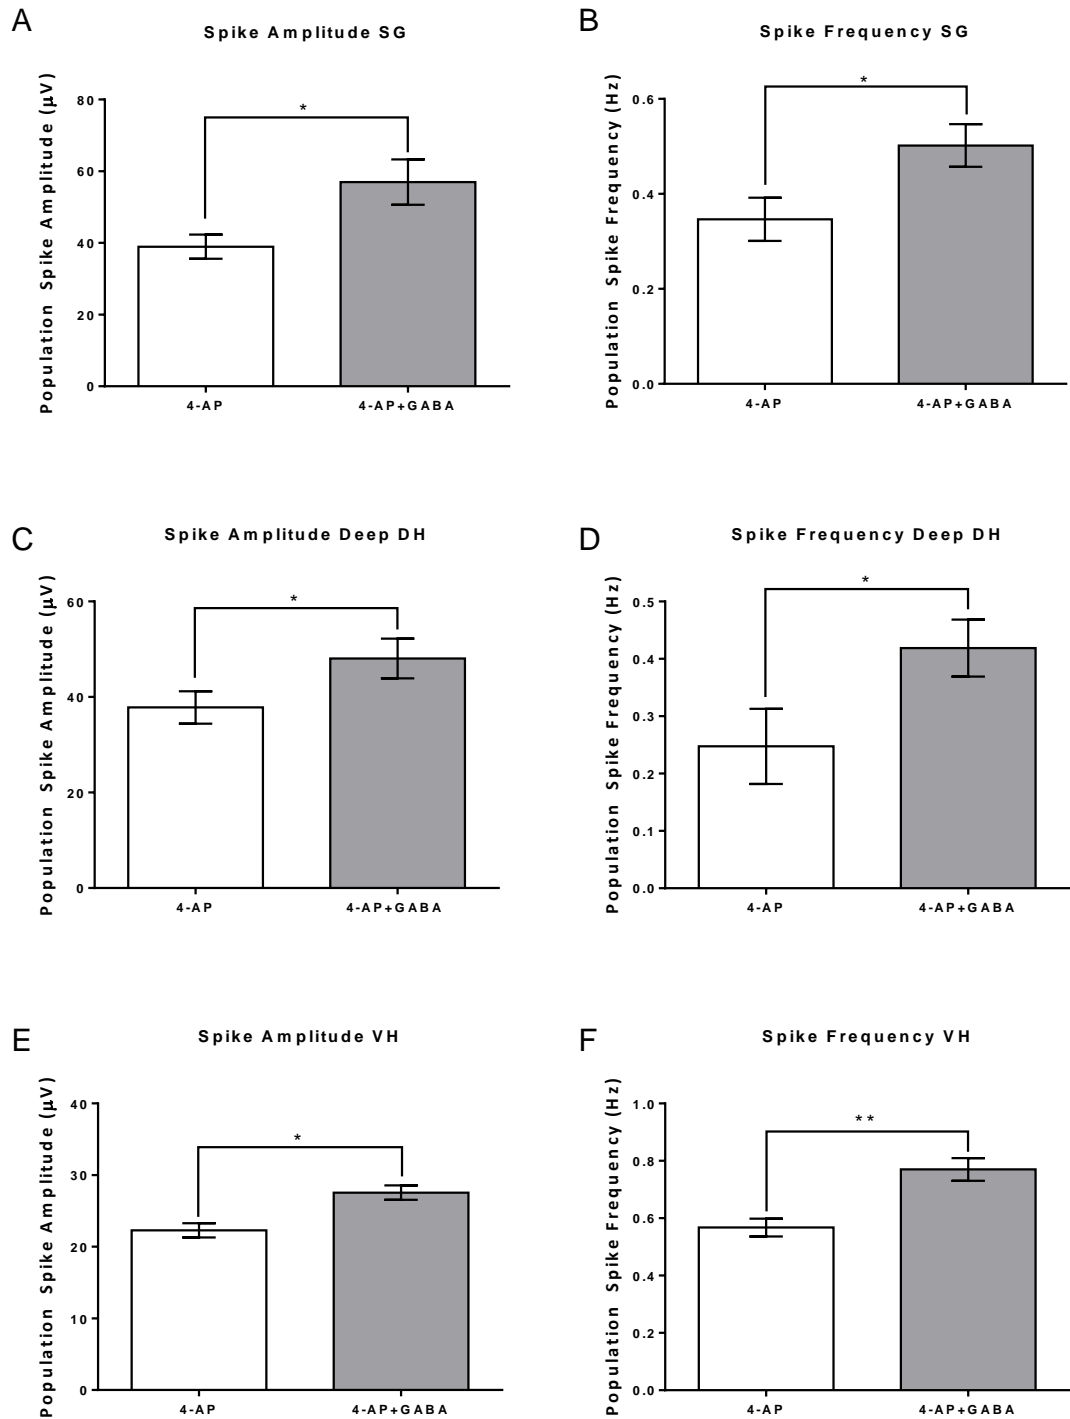 A
Spike Amplitude SG
Population Spike Amplitude (µV)
80
60
40
20
0
*
4-AP
4-AP+GABA
B
Spike Frequency SG
Population Spike Frequency (Hz)
0.6
0.4
0.2
0.0
*
4-AP
4-AP+GABA
C
Spike Amplitude Deep DH
Population Spike Amplitude (µV)
60
40
20
0
*
4-AP
4-AP+GABA
D
Spike Frequency Deep DH
Population Spike Frequency (Hz)
0.5
0.4
0.3
0.2
0.1
0.0
*
4-AP
4-AP+GABA
E
Spike Amplitude VH
Population Spike Amplitude (µV)
40
30
20
10
0
*
4-AP
4-AP+GABA
F
Spike Frequency VH
Population Spike Frequency (Hz)
1.0
0.8
0.6
0.4
0.2
0.0
**
4-AP
4-AP+GABA